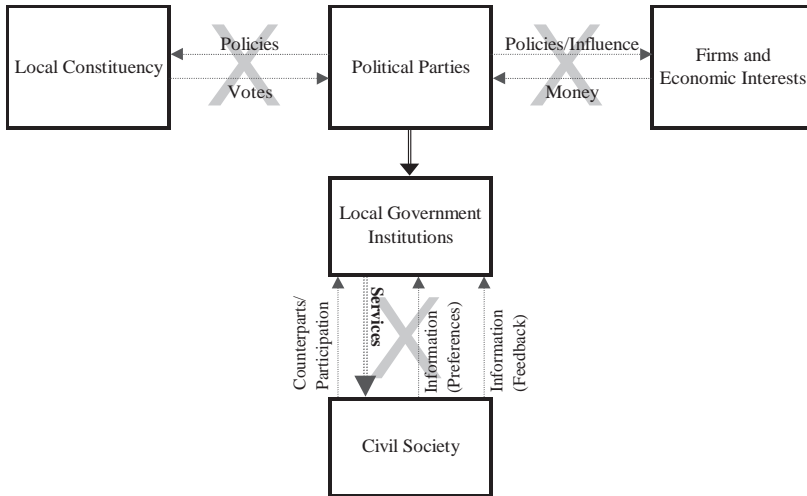 Policies
Policies/Influence
Local Constituency
Political Parties
Firms and
Economic Interests
Votes
Money
Local Government
Institutions
Counterparts/
Participation
Services
Information
(Preferences)
Information
(Feedback)
Civil Society